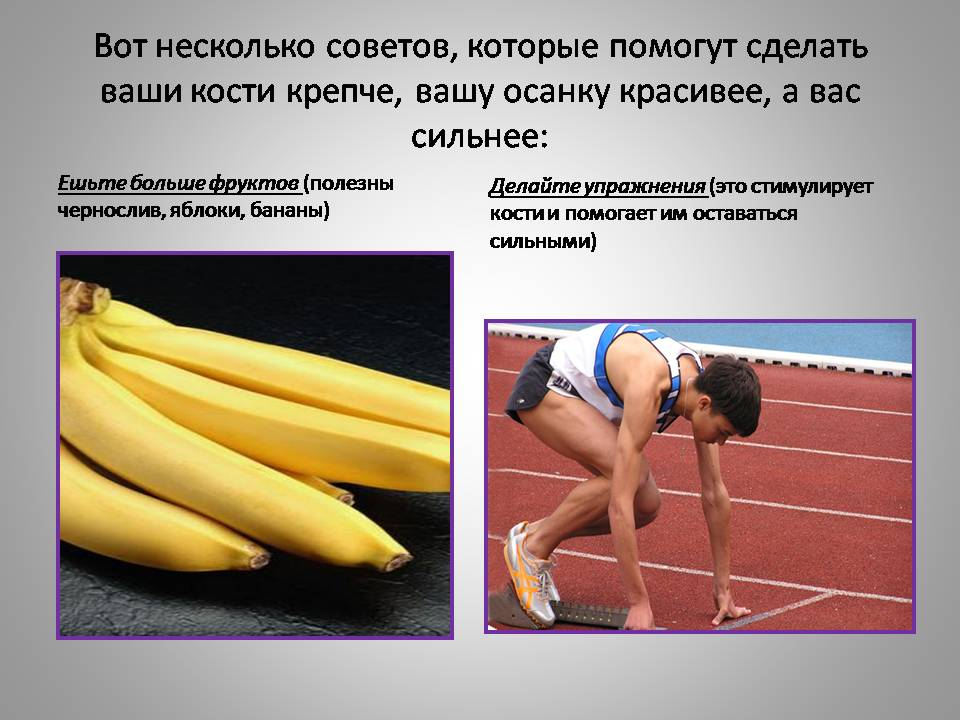 Вот несколько советов, которые помогут сделать
ваши кости крепче, вашу осанку красивее, а вас
сильнее:
Ешьте больше фруктов (полезны
чернослив, яблоки, бананы)
Делайте упражнения (это стимулирует
кости и помогает им оставаться
сильными)